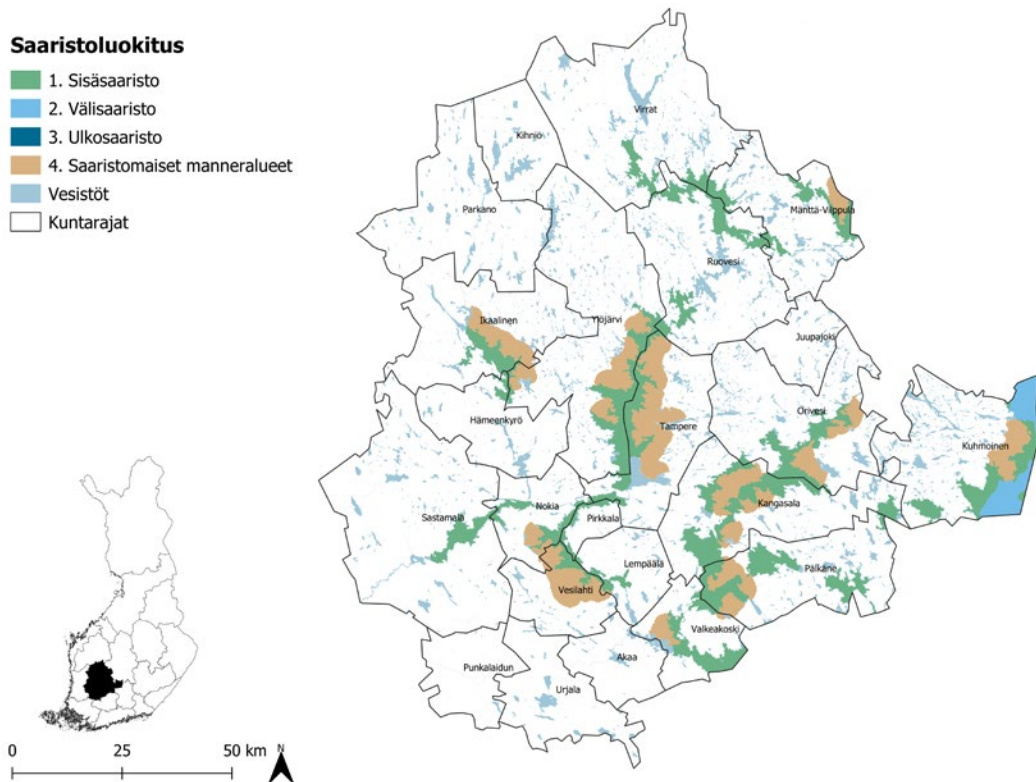 Saaristoluokitus
1. Sisäsaaristo
2. Välisaaristo
3. Ulkosaaristo
4. Saaristomaiset manneralueet
Vesistöt
Kuntarajat
Virrat
Kihniö
Parkano
Mänttä-Vilppula
Ruovesi
Ikaalinen
Ylöjärvi
Juupajoki
Hämeenkyrö
Tampere
Orivesi
Kuhmoinen
Sastamala
Nokia
Pirkkala
Kangasala
Lempäälä
Vesilahti
Pälkäne
Valkeakoski
Punkalaidun
Akaa
Urjala
0 25 50 km
N